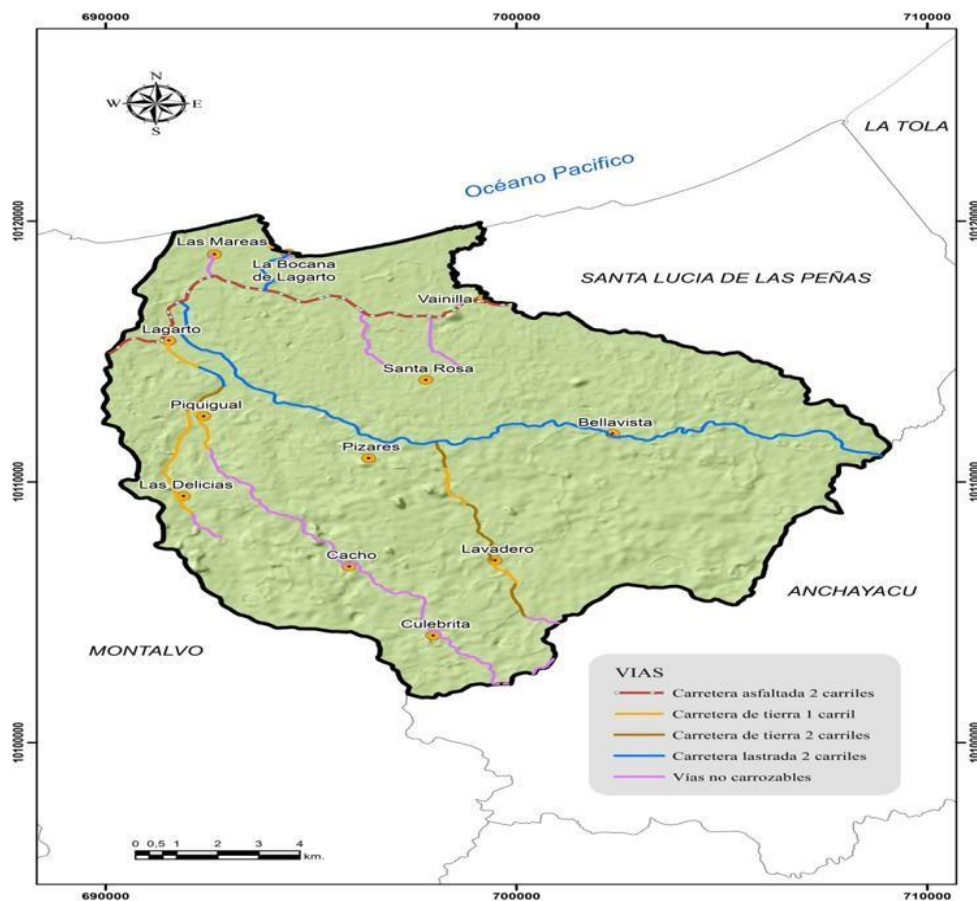 690000
700000
710000
N
W
E
S
LA TOLA
Océano Pacifico
10120000
10120000
Las Mareas
La Bocana
de Lagarto
SANTA LUCIA DE LAS PEÑAS
Vainilla
Lagarto
Santa Rosa
Piquigual
Bellavista
Pizares
10110000
10110000
Las Delicias
Cacho
Lavadero
ANCHAYACU
Culebrita
MONTALVO
VIAS
Carretera asfaltada 2 carriles
Carretera de tierra 1 carril
Carretera de tierra 2 carriles
Carretera lastrada 2 carriles
Vías no carrozables
10100000
10100000
0 0,5 1 2 3 4
km.
690000
700000
710000